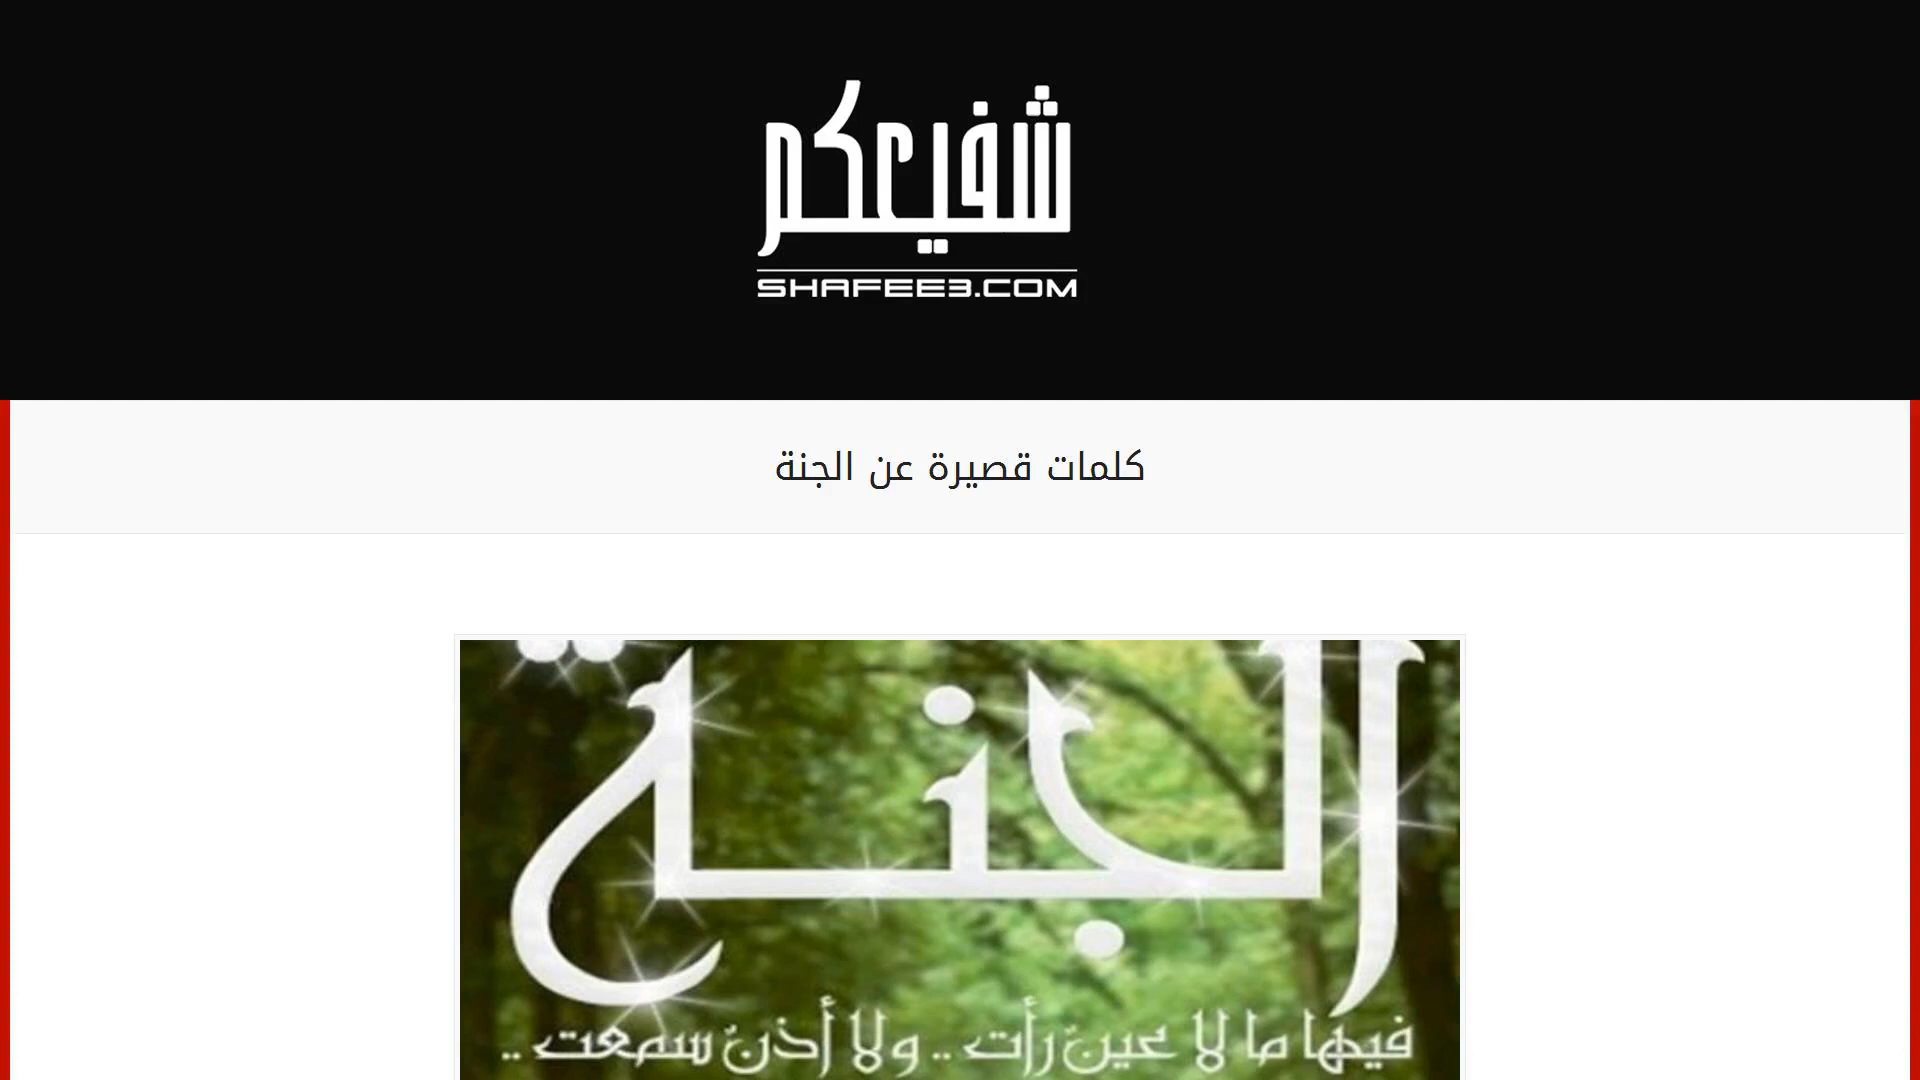 شفيعكم
SHAFEE3.COM
كلمات قصيرة عن الجنة
الجنة
فيها ما لا عين رأت .. ولا أذن سمعت ..